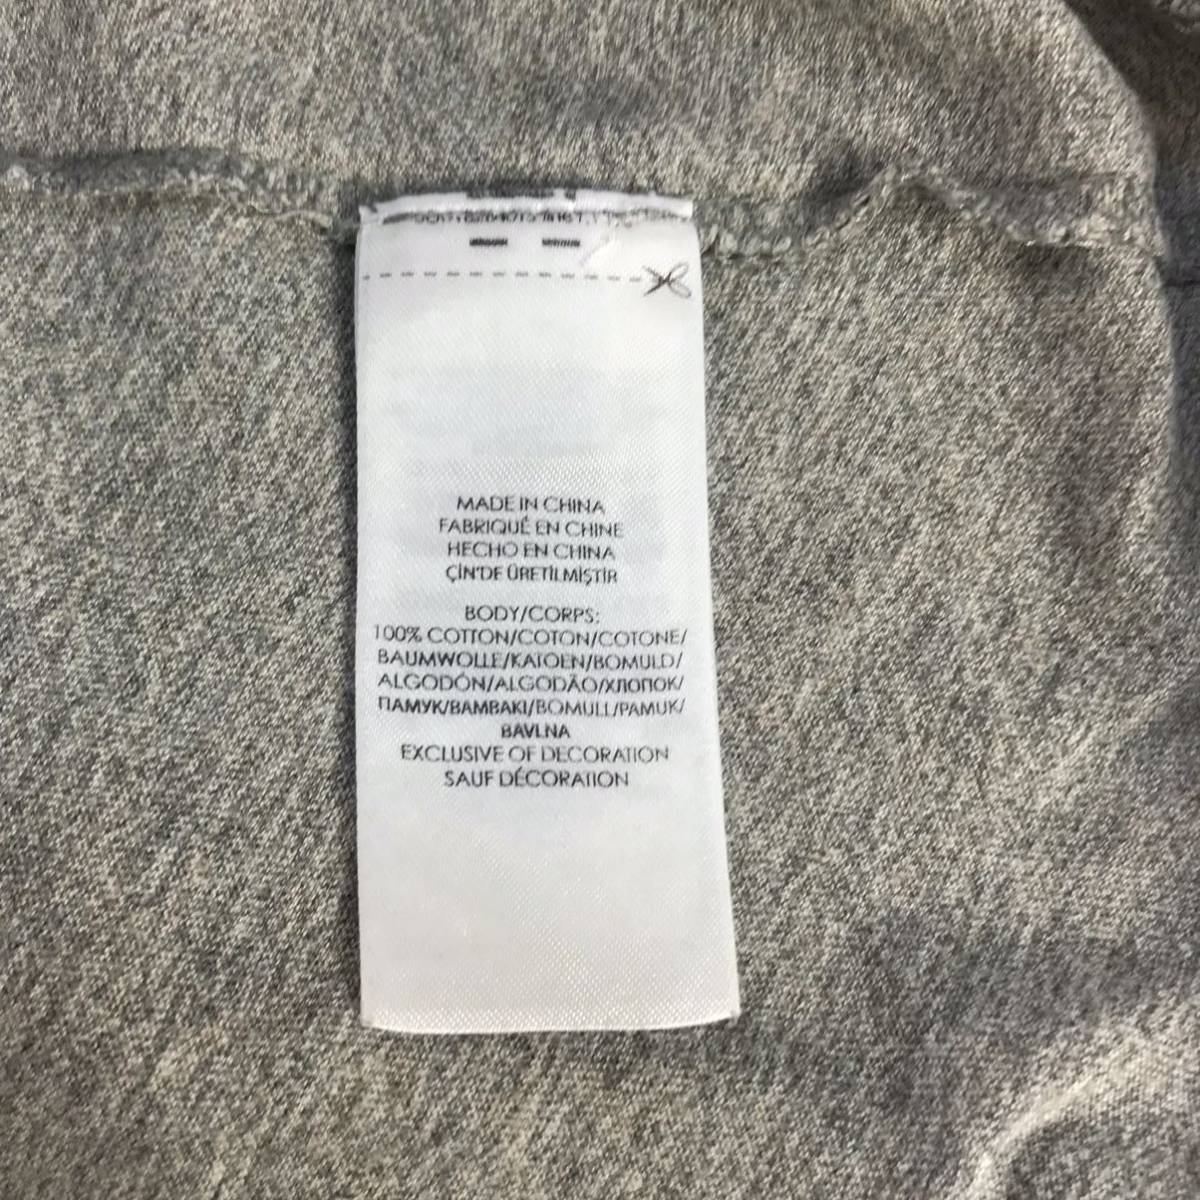 MADE IN CHINA
FABRIQUÉ EN CHINE
HECHO EN CHINA
ÇİN'DE ÜRETİLMİŞTİR
BODY/CORPS:
100% COTTON/COTON/COTONE/
BAUMWOLLE/KATOEN/BOMULD/
ALGODÓN/ALGODÃO/ХЛОПОК/
ПАМУК/ΒΑΜΒΑΚΙ/BOMULL/PAMUK/
BAVLNA
EXCLUSIVE OF DECORATION
SAUF DÉCORATION